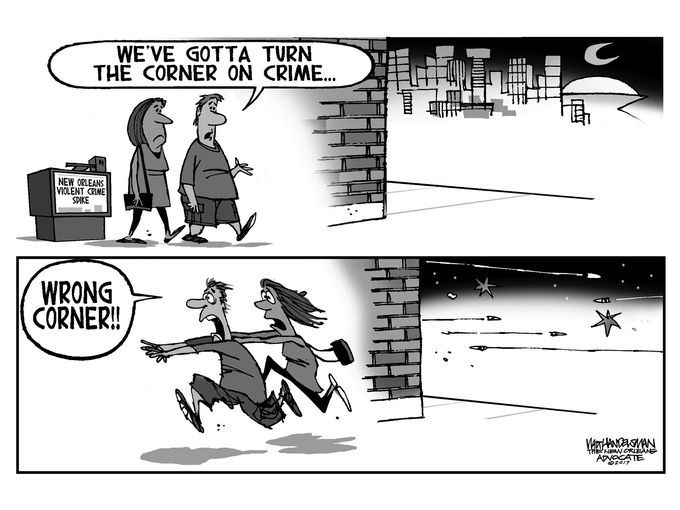 WE'VE GOTTA TURN
THE CORNER ON CRIME...
NEW ORLEANS
VIOLENT CRIME
SPIKE
WRONG
CORNER!!
WALT HANDELSMAN
THE NEW ORLEANS
ADVOCATE
©2017